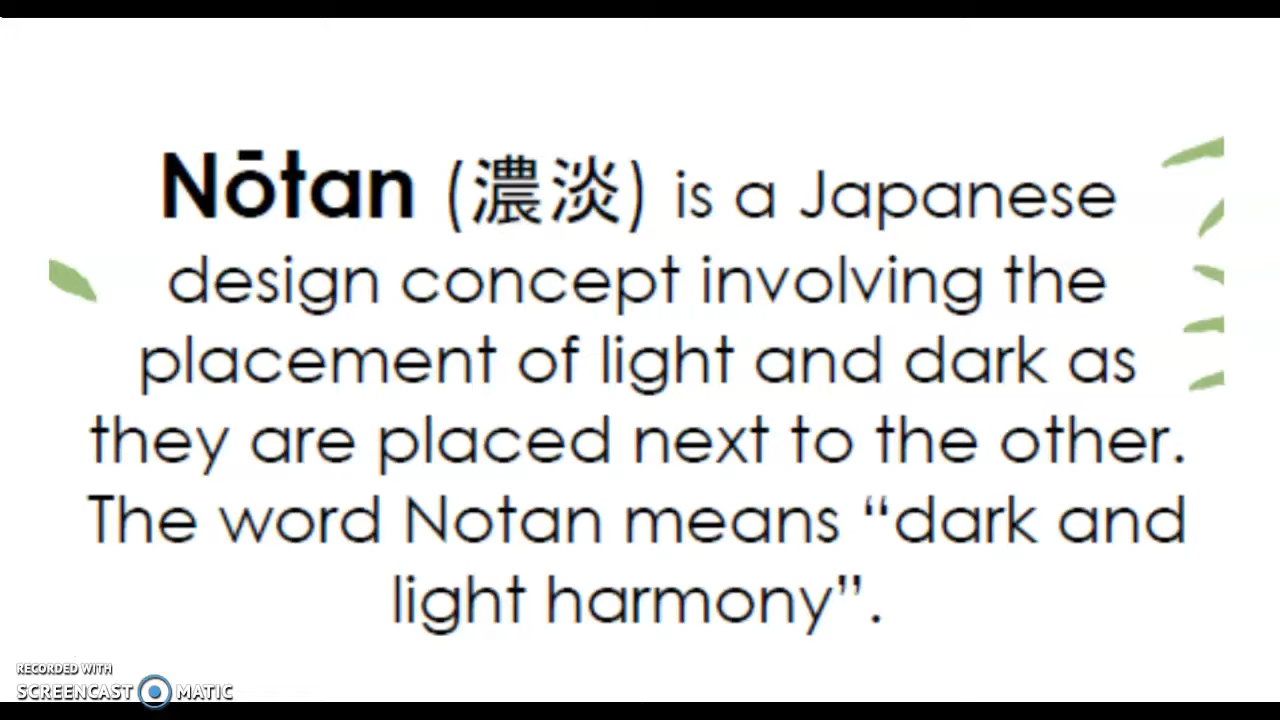 Nōtan (濃淡) is a Japanese
design concept involving the
placement of light and dark as
they are placed next to the other.
The word Notan means “dark and
light harmony”.
RECORDED WITH
SCREENCAST MATIC